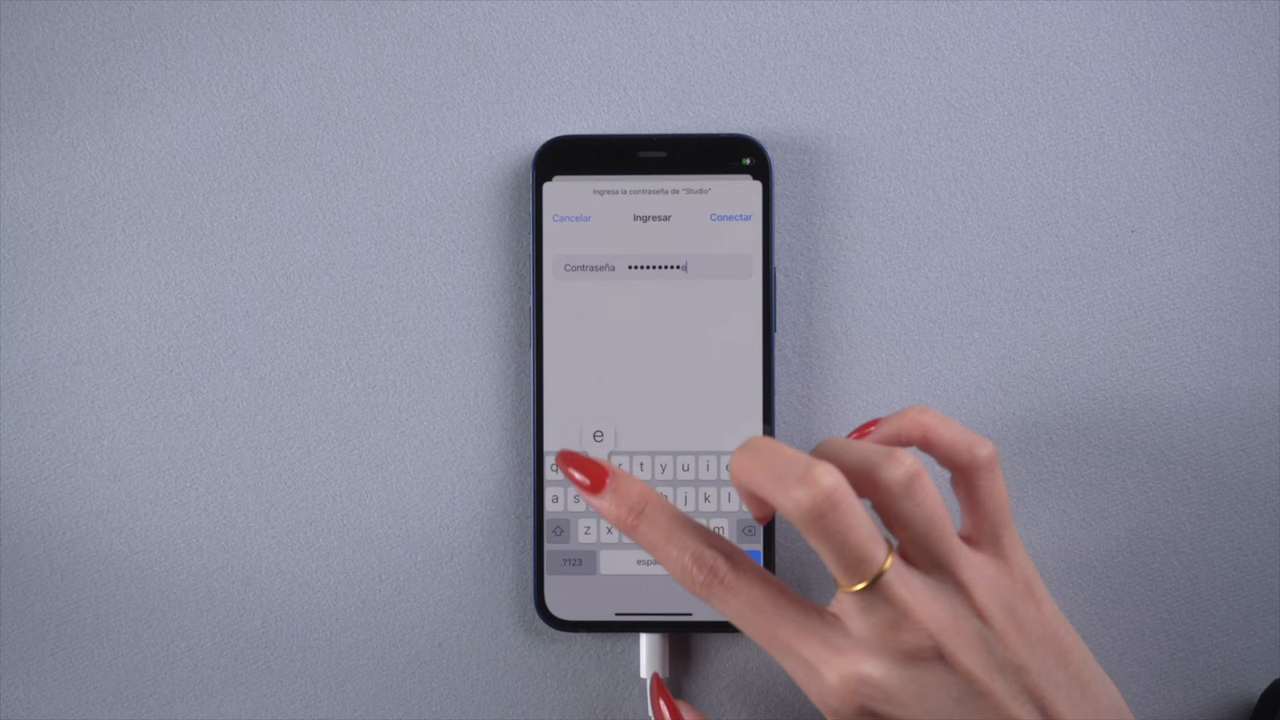 Ingresa la contraseña de "Studio"
Cancelar Ingresar Conectar
Contraseña •••••••••e
e
q r t y u i
a s h j k l
z x m
.?123